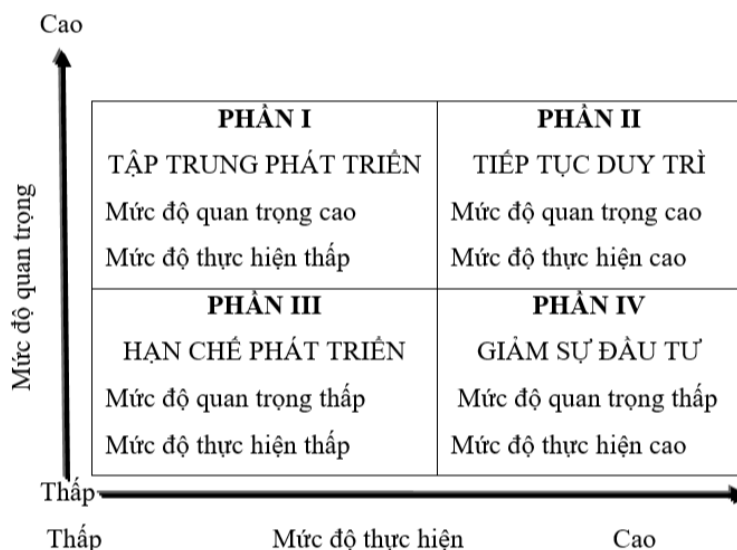 Cao
Mức độ quan trọng
PHẦN I
TẬP TRUNG PHÁT TRIỂN
Mức độ quan trọng cao
Mức độ thực hiện thấp
PHẦN II
TIẾP TỤC DUY TRÌ
Mức độ quan trọng cao
Mức độ thực hiện cao
PHẦN III
HẠN CHẾ PHÁT TRIỂN
Mức độ quan trọng thấp
Mức độ thực hiện thấp
PHẦN IV
GIẢM SỰ ĐẦU TƯ
Mức độ quan trọng thấp
Mức độ thực hiện cao
Thấp
Thấp
Mức độ thực hiện
Cao